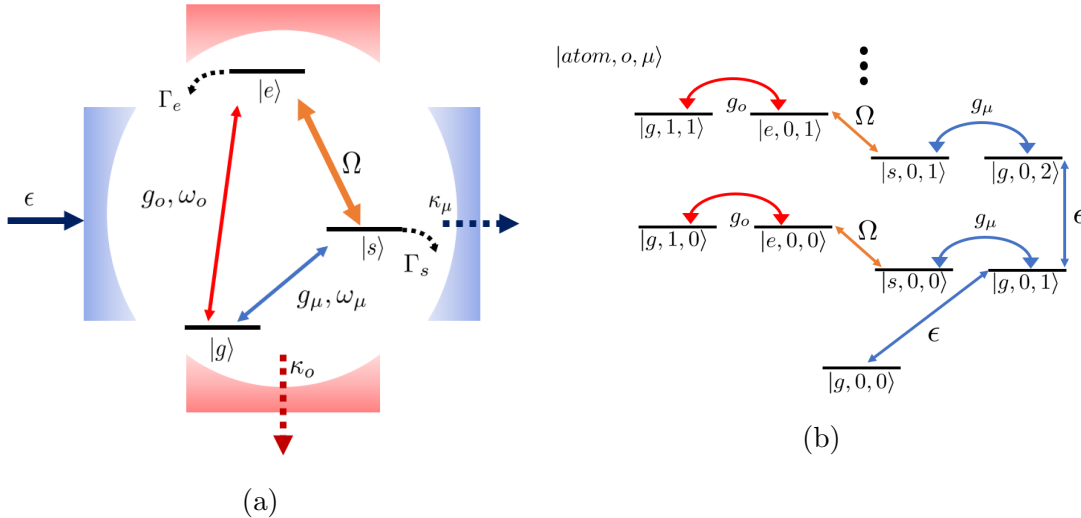 |e⟩
Γ_e
Ω
ϵ
g_o, ω_o
κ_μ
|s⟩
Γ_s
g_μ, ω_μ
|g⟩
κ_o
(a)
|atom, o, μ⟩
g_o
|g, 1, 1⟩
|e, 0, 1⟩
Ω
g_μ
|s, 0, 1⟩
|g, 0, 2⟩
g_o
|g, 1, 0⟩
|e, 0, 0⟩
Ω
g_μ
ϵ
|s, 0, 0⟩
|g, 0, 1⟩
ϵ
|g, 0, 0⟩
(b)